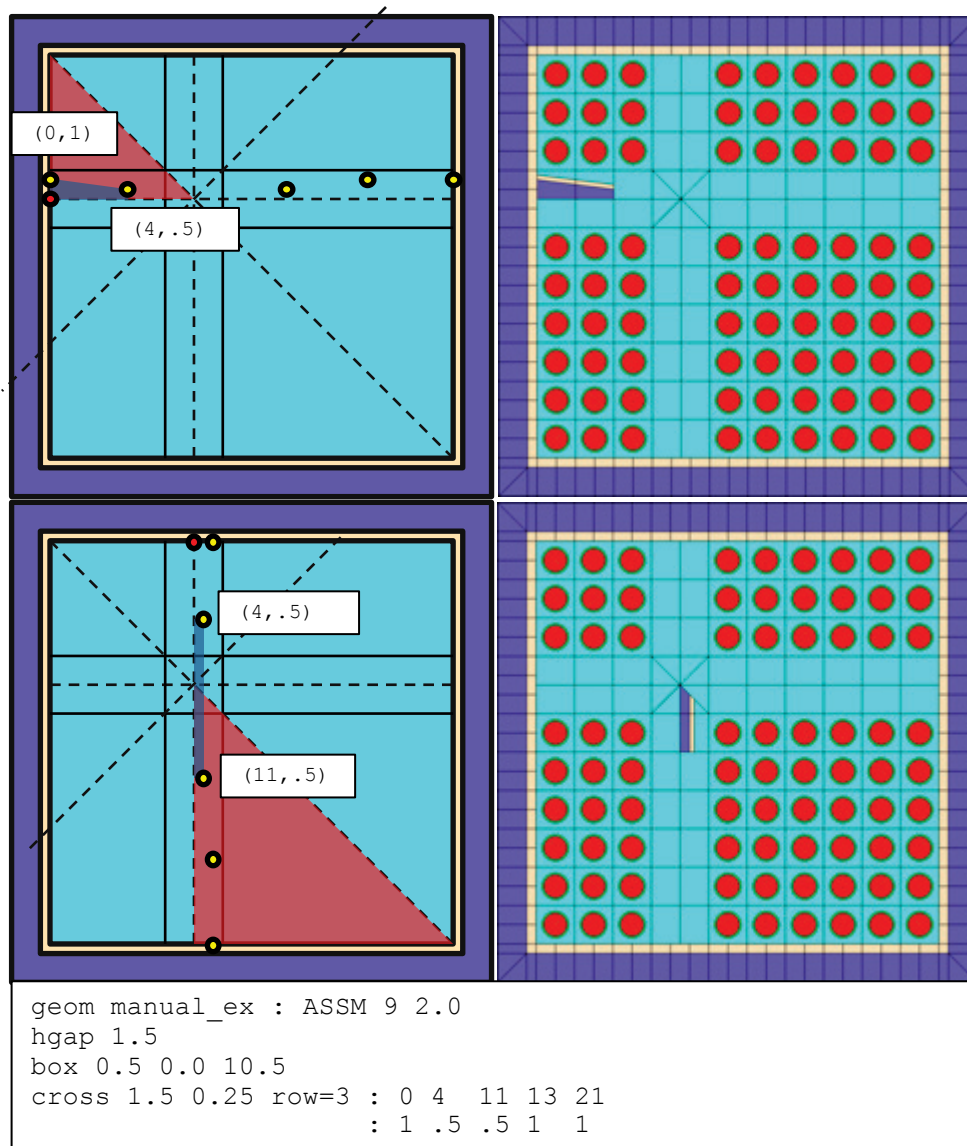 (0,1)
(4,.5)
(4,.5)
(11,.5)
geom manual_ex : ASSM 9 2.0
hgap 1.5
box 0.5 0.0 10.5
cross 1.5 0.25 row=3 : 0 4 11 13 21
: 1 .5 .5 1 1